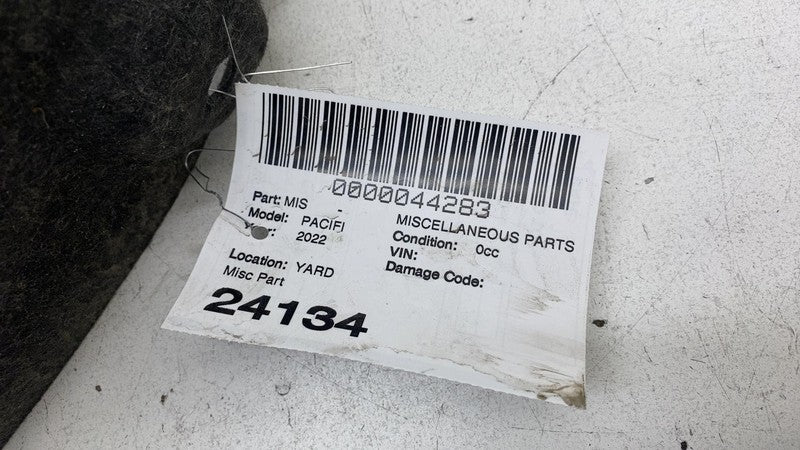 0000044283
Part: MIS MISCELLANEOUS PARTS
Model: PACIFI Condition: 0cc
2022 VIN:
Location: YARD Damage Code:
Misc Part
24134